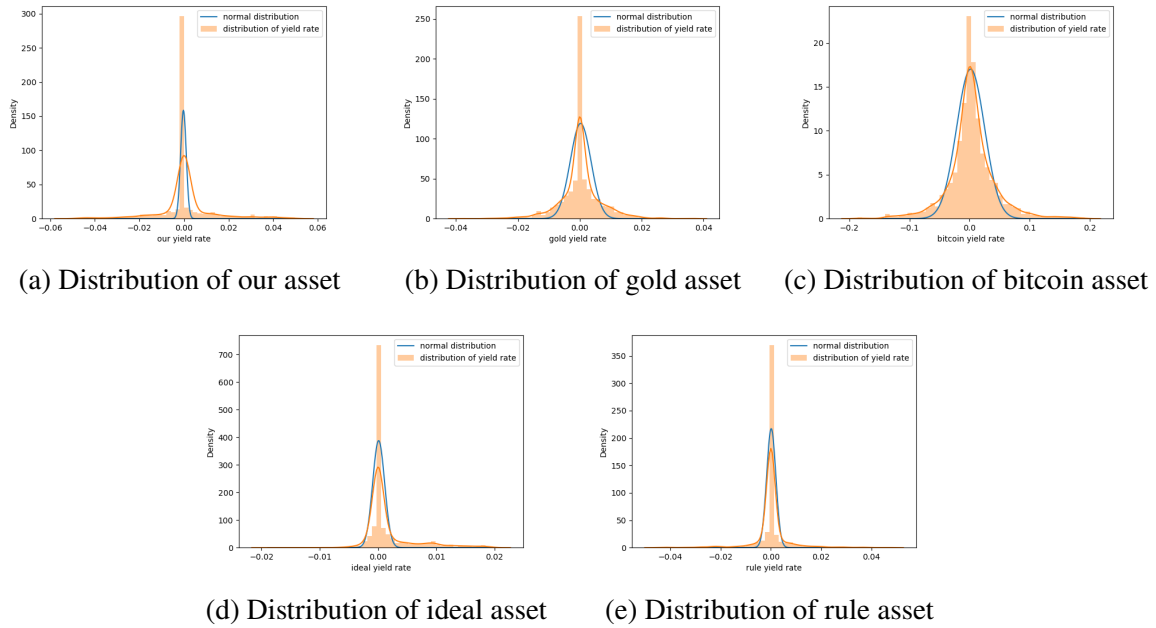 normal distribution
distribution of yield rate
Density
300
250
200
150
100
50
0
−0.06 −0.04 −0.02 0.00 0.02 0.04 0.06
our yield rate
(a) Distribution of our asset
normal distribution
distribution of yield rate
Density
250
200
150
100
50
0
−0.04 −0.02 0.00 0.02 0.04
gold yield rate
(b) Distribution of gold asset
normal distribution
distribution of yield rate
Density
20
15
10
5
0
−0.2 −0.1 0.0 0.1 0.2
bitcoin yield rate
(c) Distribution of bitcoin asset
normal distribution
distribution of yield rate
Density
700
600
500
400
300
200
100
0
−0.02 −0.01 0.00 0.01 0.02
ideal yield rate
(d) Distribution of ideal asset
normal distribution
distribution of yield rate
Density
350
300
250
200
150
100
50
0
−0.04 −0.02 0.00 0.02 0.04
rule yield rate
(e) Distribution of rule asset